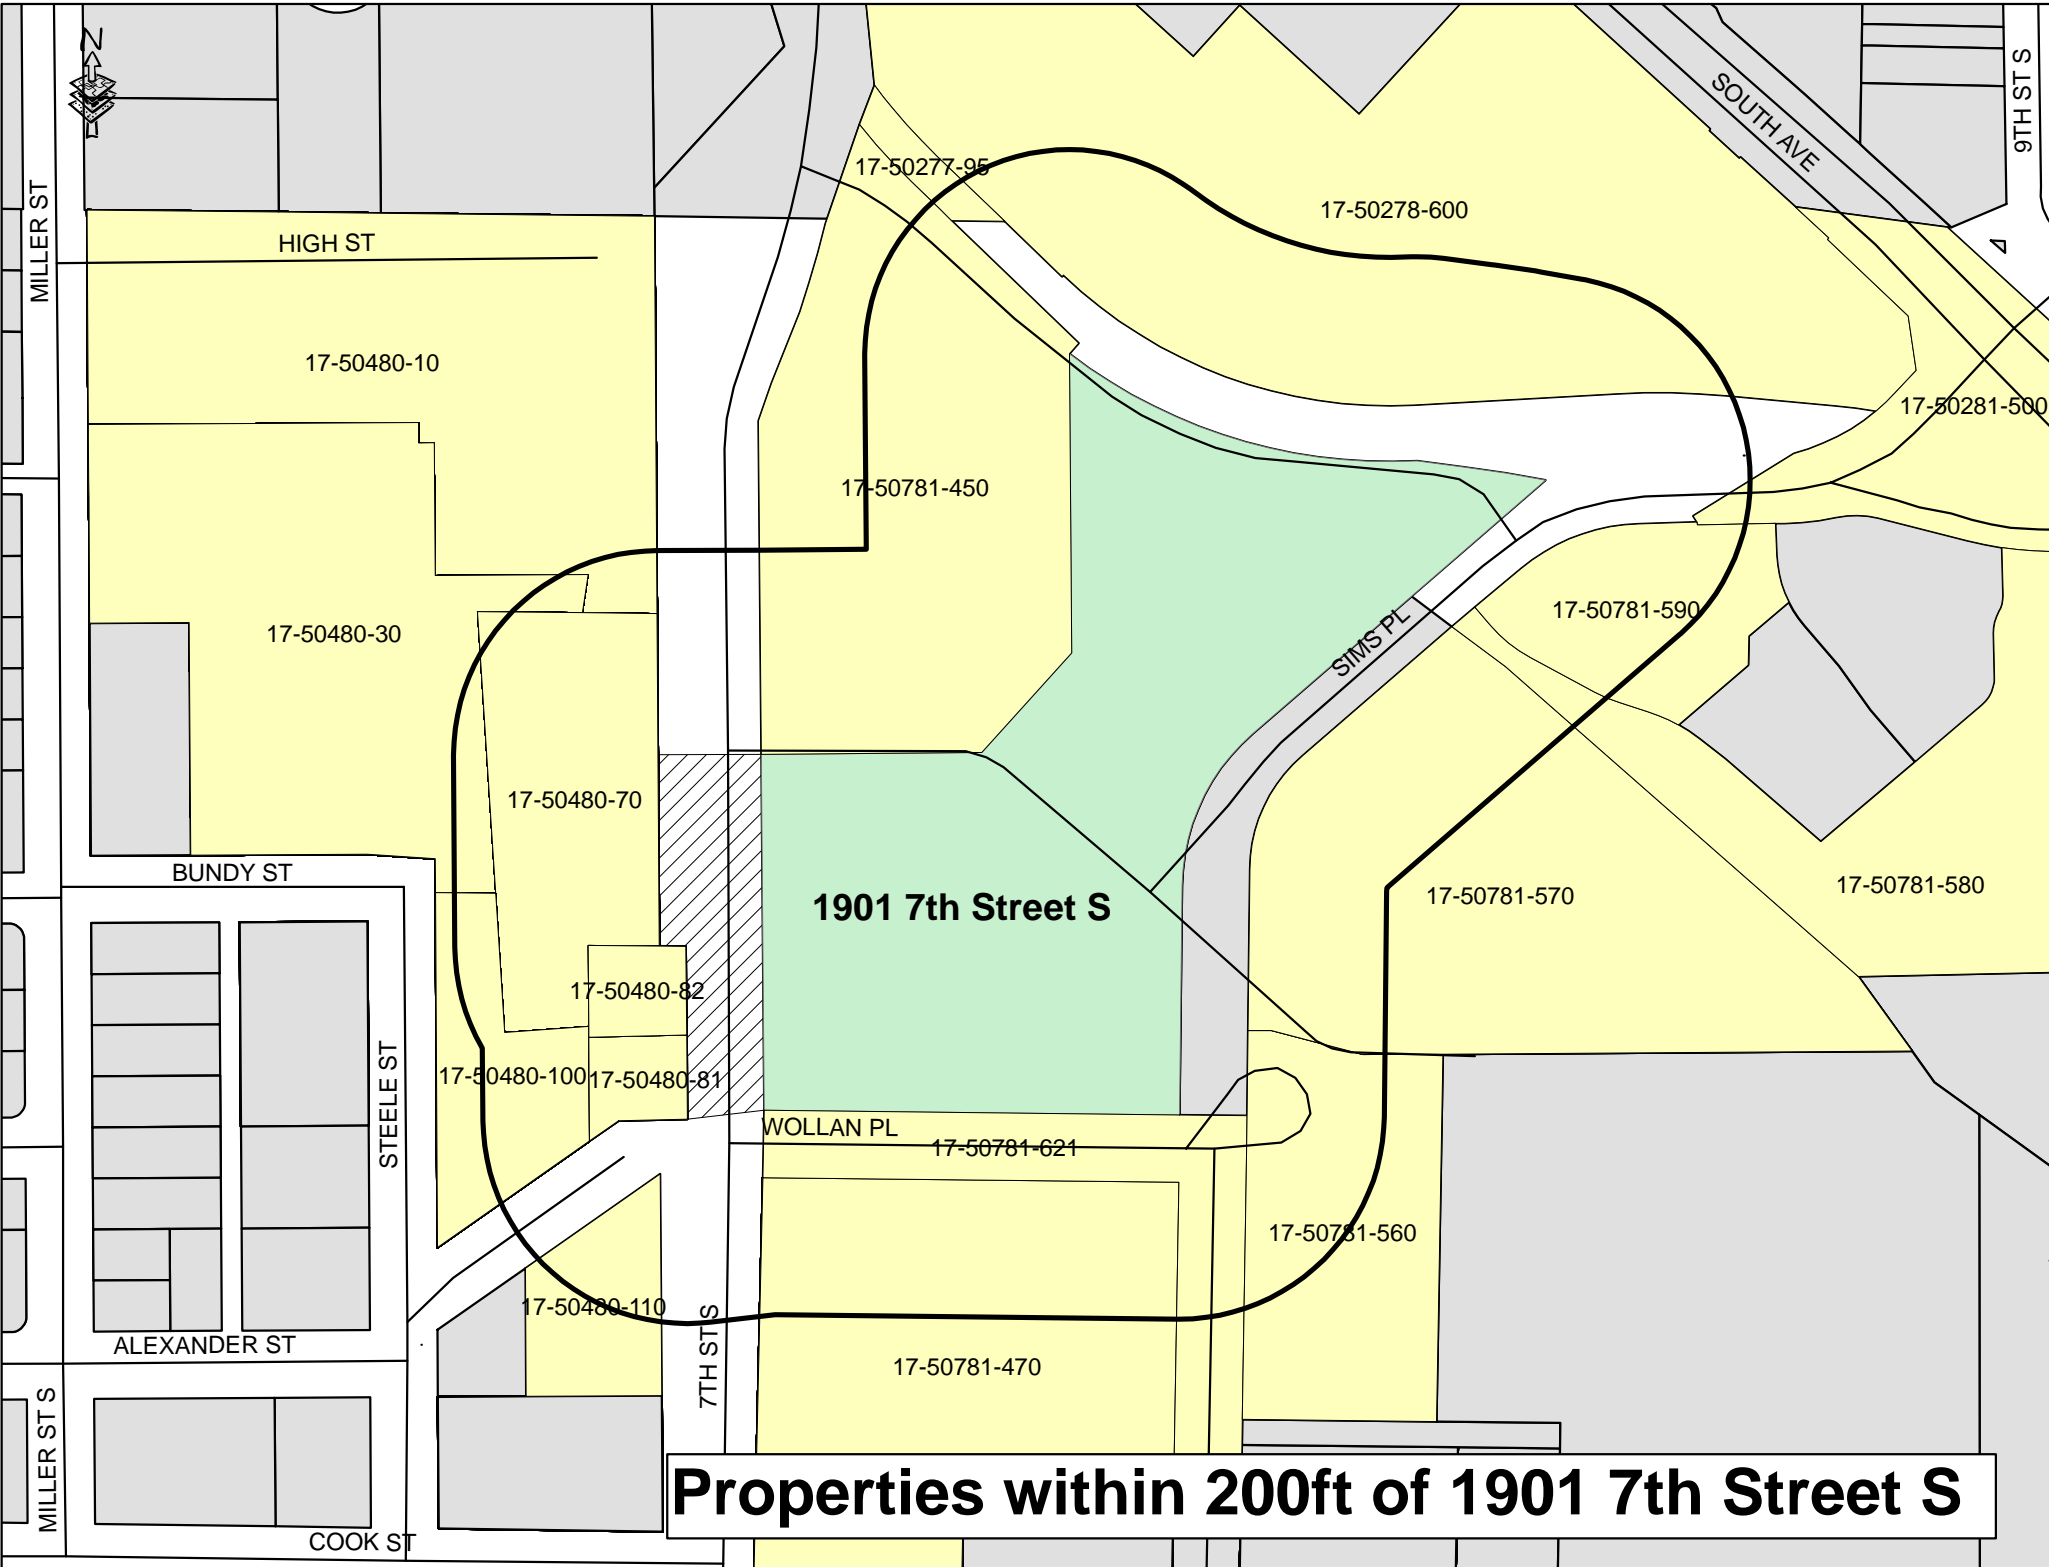 N
SOUTH AVE
9TH ST S
17-50277-95
17-50278-600
MILLER ST
HIGH ST
17-50480-10
17-50281-500
17-50781-450
17-50781-590
17-50480-30
SIMS PL
17-50480-70
BUNDY ST
1901 7th Street S
17-50781-570
17-50781-580
17-50480-82
STEELE ST
17-50480-100
17-50480-81
WOLLAN PL
17-50781-621
17-50781-560
17-50480-110
7TH ST S
ALEXANDER ST
17-50781-470
MILLER ST S
Properties within 200ft of 1901 7th Street S
COOK ST